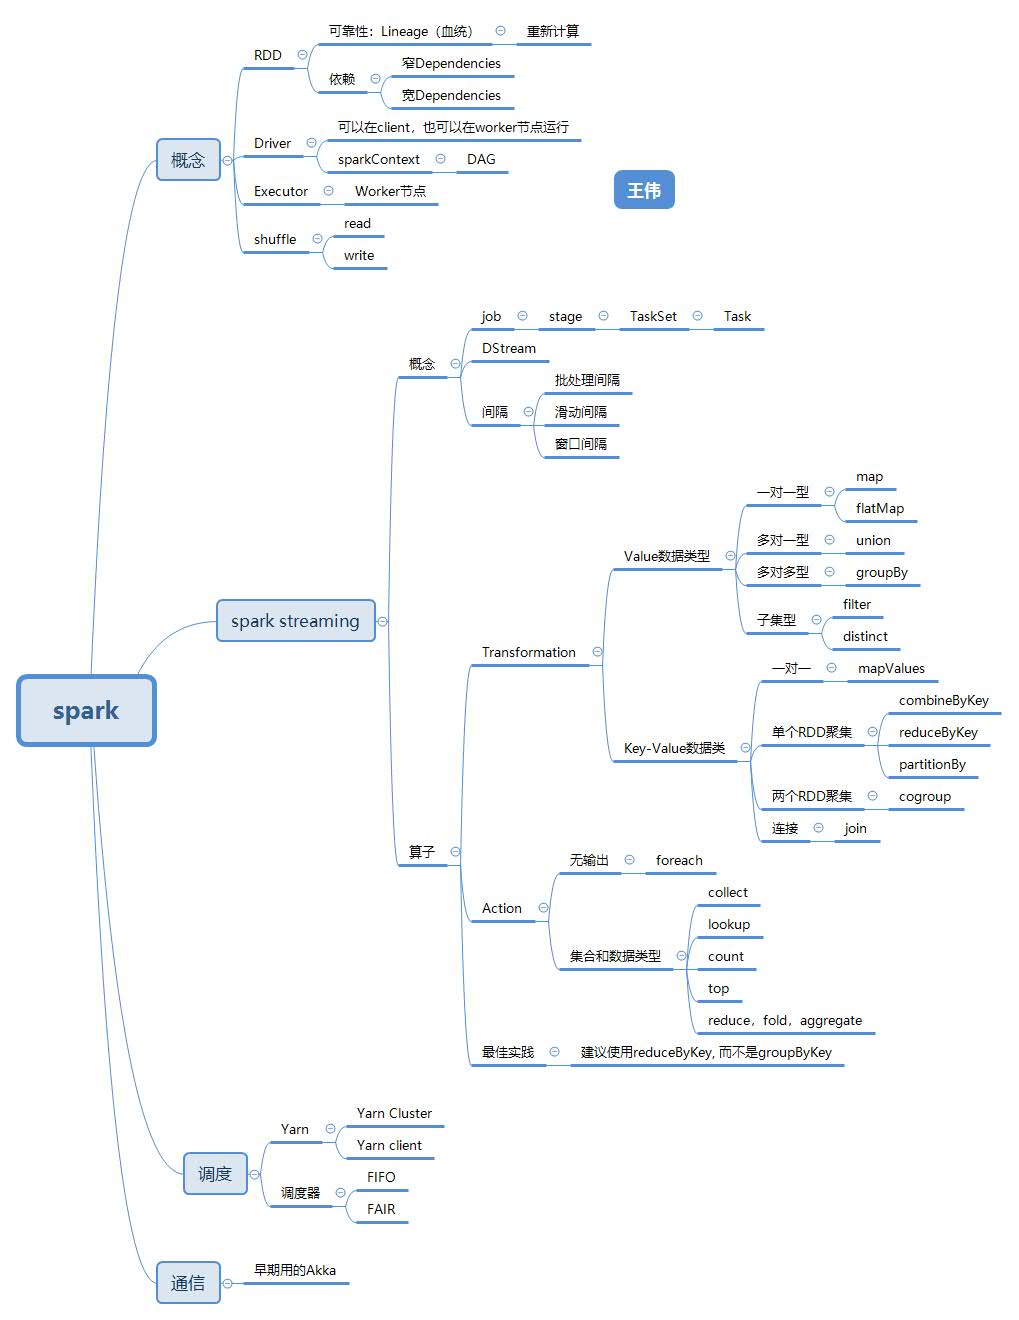 可靠性：Lineage（血统）
重新计算
RDD
窄Dependencies
依赖
宽Dependencies
可以在client，也可以在worker节点运行
Driver
sparkContext
DAG
概念
Executor
Worker节点
王伟
read
shuffle
write
job
stage
TaskSet
Task
DStream
概念
批处理间隔
间隔
滑动间隔
窗口间隔
map
一对一型
flatMap
多对一型
union
Value数据类型
多对多型
groupBy
filter
子集型
distinct
spark streaming
Transformation
一对一
mapValues
combineByKey
单个RDD聚集
reduceByKey
Key-Value数据类
partitionBy
两个RDD聚集
cogroup
连接
join
spark
算子
无输出
foreach
collect
Action
lookup
集合和数据类型
count
top
reduce，fold，aggregate
最佳实践
建议使用reduceByKey, 而不是groupByKey
Yarn Cluster
Yarn
Yarn client
调度
FIFO
调度器
FAIR
通信
早期用的Akka